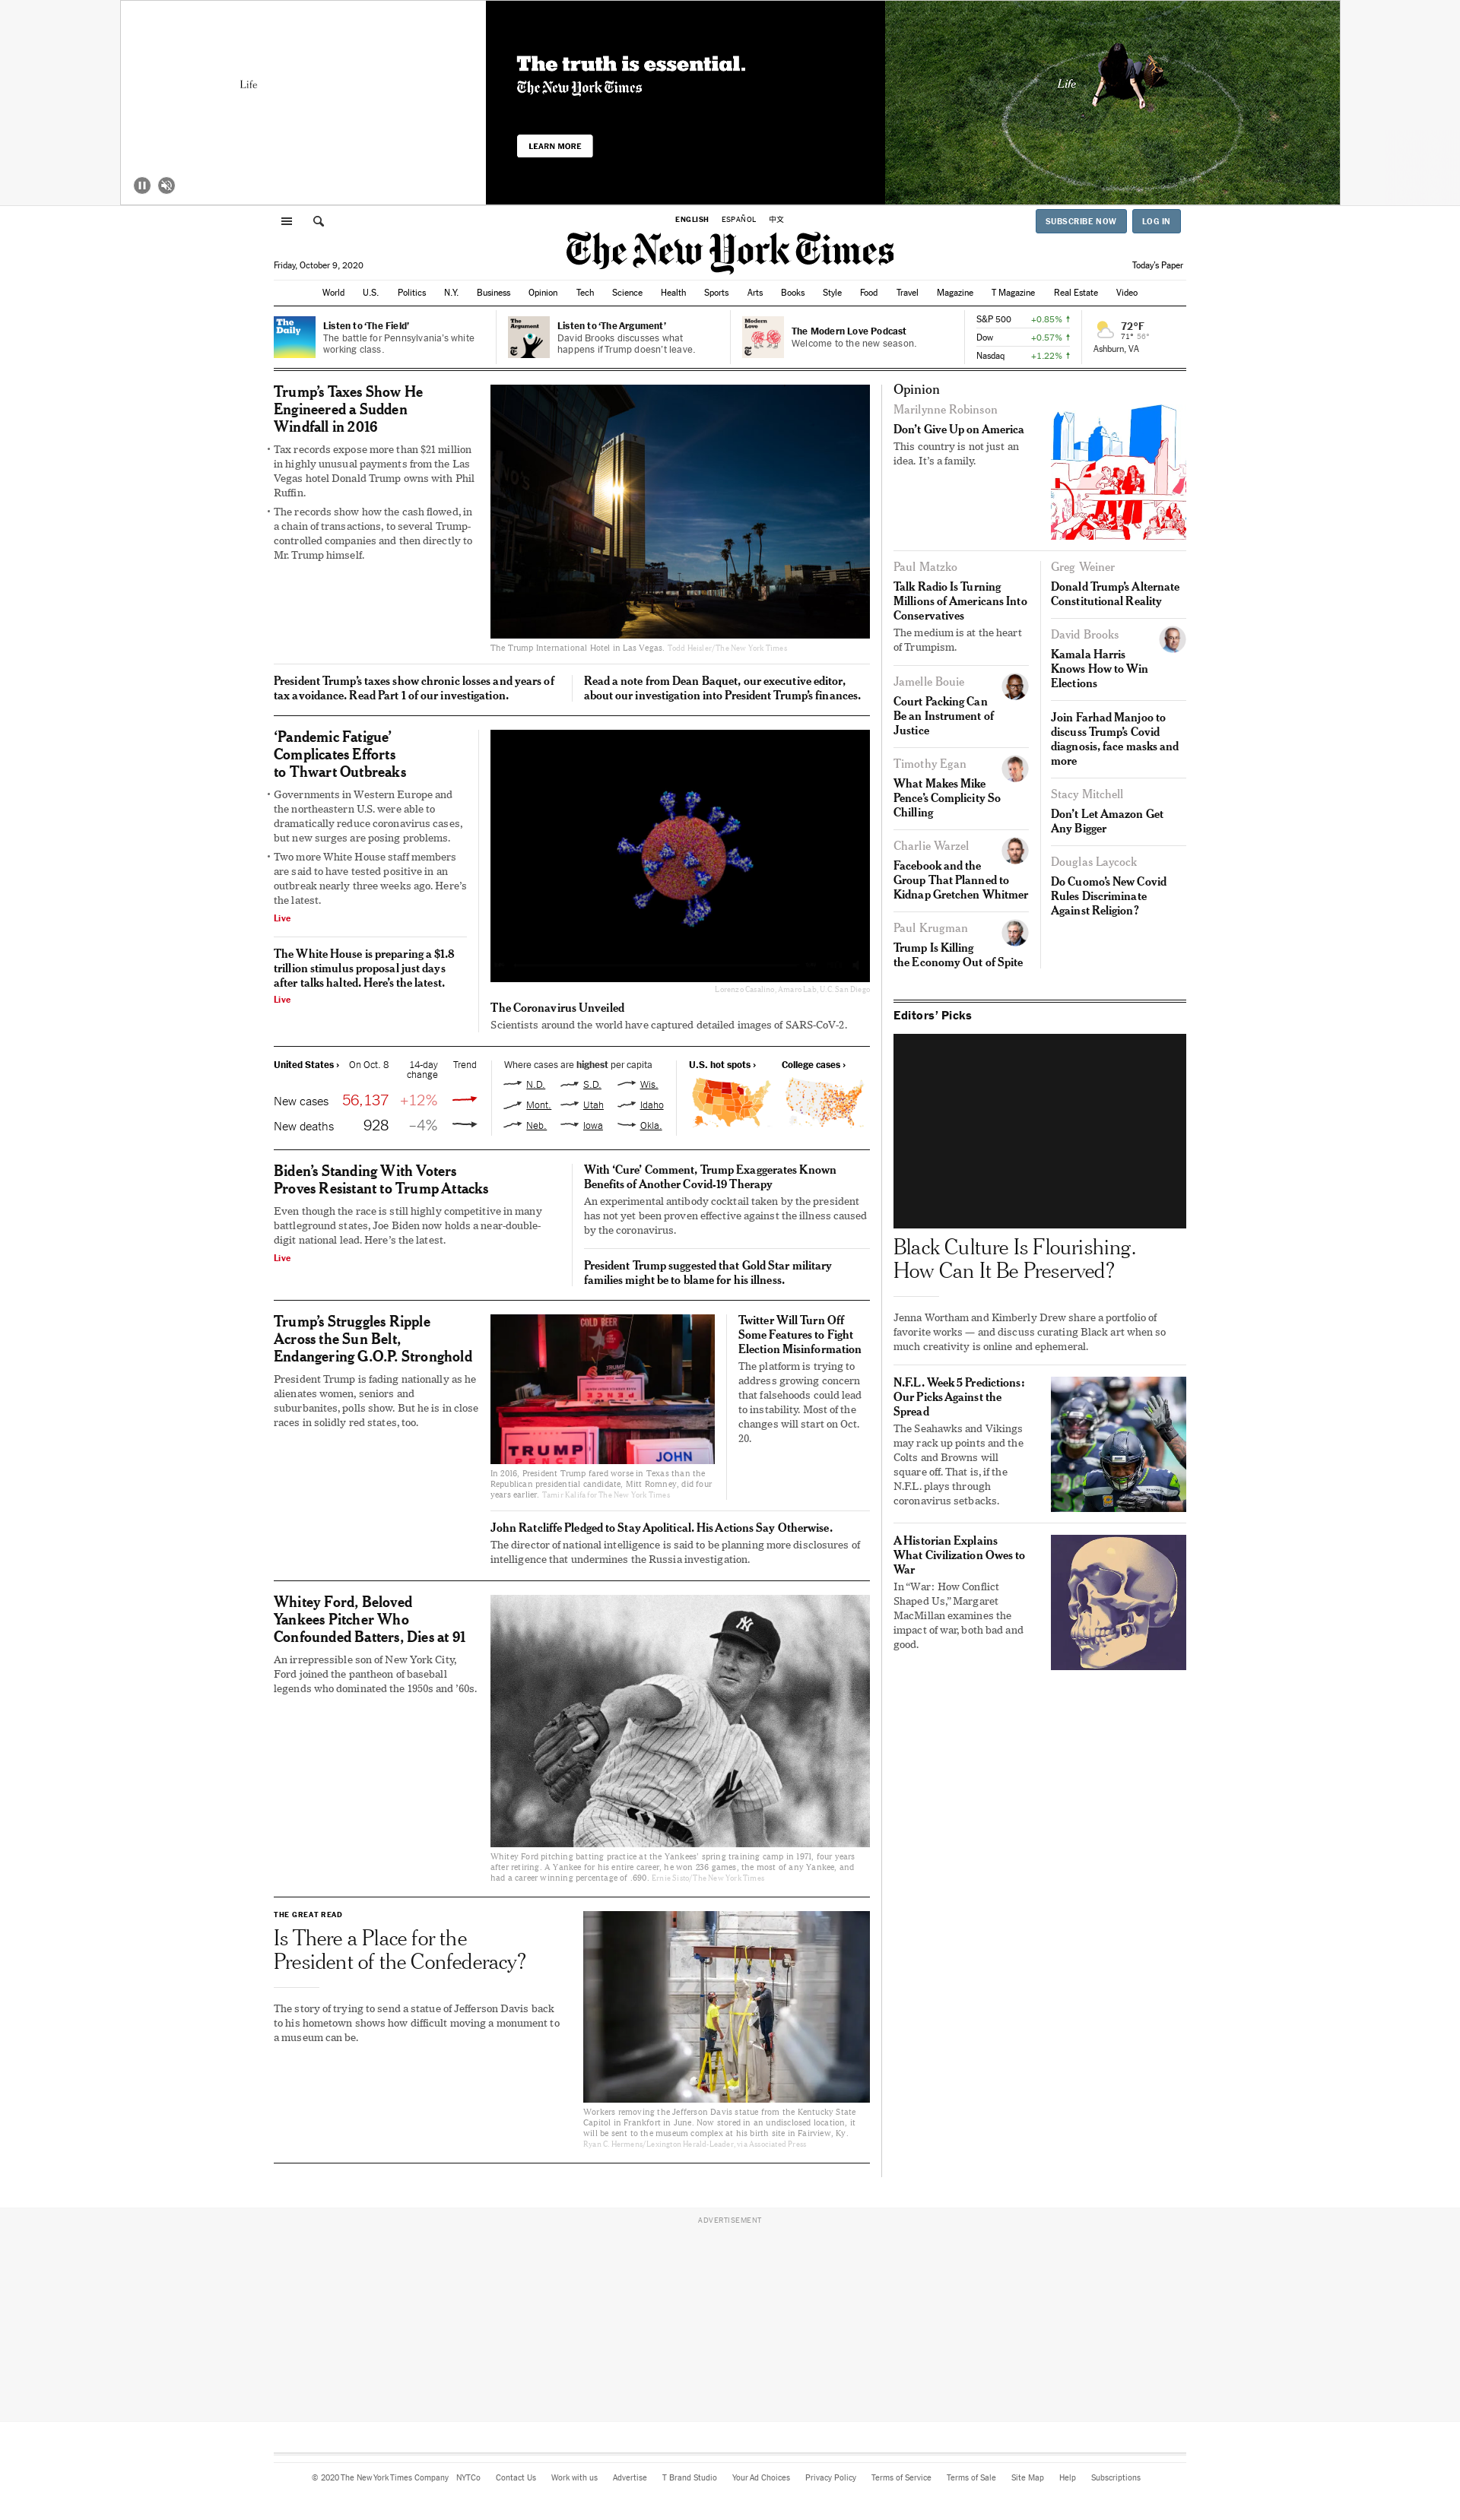 Life
The truth is essential.
The New York Times
LEARN MORE
Life
ENGLISH ESPAÑOL 中文
SUBSCRIBE NOW LOG IN
The New York Times
Friday, October 9, 2020
Today's Paper
World U.S. Politics N.Y. Business Opinion Tech Science Health Sports Arts Books Style Food Travel Magazine T Magazine Real Estate Video
The Daily
Listen to 'The Field'
The battle for Pennsylvania's white
working class.
The Argument
Listen to 'The Argument'
David Brooks discusses what
happens if Trump doesn't leave.
Modern Love
The Modern Love Podcast
Welcome to the new season.
S&P 500 +0.85% ↑
Dow +0.57% ↑
Nasdaq +1.22% ↑
72°F
71° 56°
Ashburn, VA
Trump's Taxes Show He
Engineered a Sudden
Windfall in 2016
• Tax records expose more than $21 million
in highly unusual payments from the Las
Vegas hotel Donald Trump owns with Phil
Ruffin.
• The records show how the cash flowed, in
a chain of transactions, to several Trump-
controlled companies and then directly to
Mr. Trump himself.
The Trump International Hotel in Las Vegas. Todd Heisler/The New York Times
President Trump's taxes show chronic losses and years of
tax avoidance. Read Part 1 of our investigation.
Read a note from Dean Baquet, our executive editor,
about our investigation into President Trump's finances.
'Pandemic Fatigue'
Complicates Efforts
to Thwart Outbreaks
• Governments in Western Europe and
the northeastern U.S. were able to
dramatically reduce coronavirus cases,
but new surges are posing problems.
• Two more White House staff members
are said to have tested positive in an
outbreak nearly three weeks ago. Here's
the latest.
Live
The White House is preparing a $1.8
trillion stimulus proposal just days
after talks halted. Here's the latest.
Live
Lorenzo Casalino, Amaro Lab, U.C. San Diego
The Coronavirus Unveiled
Scientists around the world have captured detailed images of SARS-CoV-2.
United States › On Oct. 8 14-day change Trend
New cases 56,137 +12%
New deaths 928 –4%
Where cases are highest per capita
N.D. S.D. Wis.
Mont. Utah Idaho
Neb. Iowa Okla.
U.S. hot spots › College cases ›
Biden's Standing With Voters
Proves Resistant to Trump Attacks
Even though the race is still highly competitive in many
battleground states, Joe Biden now holds a near-double-
digit national lead. Here's the latest.
Live
With 'Cure' Comment, Trump Exaggerates Known
Benefits of Another Covid-19 Therapy
An experimental antibody cocktail taken by the president
has not yet been proven effective against the illness caused
by the coronavirus.
President Trump suggested that Gold Star military
families might be to blame for his illness.
Trump's Struggles Ripple
Across the Sun Belt,
Endangering G.O.P. Stronghold
President Trump is fading nationally as he
alienates women, seniors and
suburbanites, polls show. But he is in close
races in solidly red states, too.
COLD BEER
TRUMP
PENCE
TRUMP
PENCE
JOHN
In 2016, President Trump fared worse in Texas than the
Republican presidential candidate, Mitt Romney, did four
years earlier. Tamir Kalifa for The New York Times
Twitter Will Turn Off
Some Features to Fight
Election Misinformation
The platform is trying to
address growing concern
that falsehoods could lead
to instability. Most of the
changes will start on Oct.
20.
John Ratcliffe Pledged to Stay Apolitical. His Actions Say Otherwise.
The director of national intelligence is said to be planning more disclosures of
intelligence that undermines the Russia investigation.
Whitey Ford, Beloved
Yankees Pitcher Who
Confounded Batters, Dies at 91
An irrepressible son of New York City,
Ford joined the pantheon of baseball
legends who dominated the 1950s and '60s.
Whitey Ford pitching batting practice at the Yankees' spring training camp in 1971, four years
after retiring. A Yankee for his entire career, he won 236 games, the most of any Yankee, and
had a career winning percentage of .690. Ernie Sisto/The New York Times
THE GREAT READ
Is There a Place for the
President of the Confederacy?
The story of trying to send a statue of Jefferson Davis back
to his hometown shows how difficult moving a monument to
a museum can be.
Workers removing the Jefferson Davis statue from the Kentucky State
Capitol in Frankfort in June. Now stored in an undisclosed location, it
will be sent to the museum complex at his birth site in Fairview, Ky.
Ryan C. Hermens/Lexington Herald-Leader, via Associated Press
Opinion
Marilynne Robinson
Don't Give Up on America
This country is not just an
idea. It's a family.
Paul Matzko
Talk Radio Is Turning
Millions of Americans Into
Conservatives
The medium is at the heart
of Trumpism.
Jamelle Bouie
Court Packing Can
Be an Instrument of
Justice
Timothy Egan
What Makes Mike
Pence's Complicity So
Chilling
Charlie Warzel
Facebook and the
Group That Planned to
Kidnap Gretchen Whitmer
Paul Krugman
Trump Is Killing
the Economy Out of Spite
Greg Weiner
Donald Trump's Alternate
Constitutional Reality
David Brooks
Kamala Harris
Knows How to Win
Elections
Join Farhad Manjoo to
discuss Trump's Covid
diagnosis, face masks and
more
Stacy Mitchell
Don't Let Amazon Get
Any Bigger
Douglas Laycock
Do Cuomo's New Covid
Rules Discriminate
Against Religion?
Editors' Picks
Black Culture Is Flourishing.
How Can It Be Preserved?
Jenna Wortham and Kimberly Drew share a portfolio of
favorite works — and discuss curating Black art when so
much creativity is online and ephemeral.
N.F.L. Week 5 Predictions:
Our Picks Against the
Spread
The Seahawks and Vikings
may rack up points and the
Colts and Browns will
square off. That is, if the
N.F.L. plays through
coronavirus setbacks.
A Historian Explains
What Civilization Owes to
War
In "War: How Conflict
Shaped Us," Margaret
MacMillan examines the
impact of war, both bad and
good.
ADVERTISEMENT
© 2020 The New York Times Company NYTCo Contact Us Work with us Advertise T Brand Studio Your Ad Choices Privacy Policy Terms of Service Terms of Sale Site Map Help Subscriptions